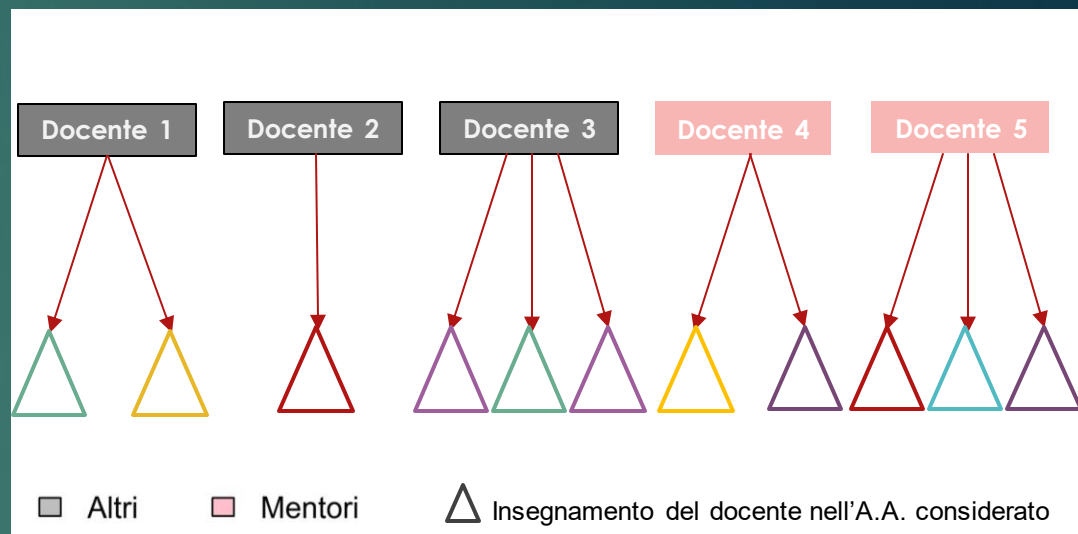 Docente 1
Docente 2
Docente 3
Docente 4
Docente 5
Altri
Mentori
Insegnamento del docente nell'A.A. considerato